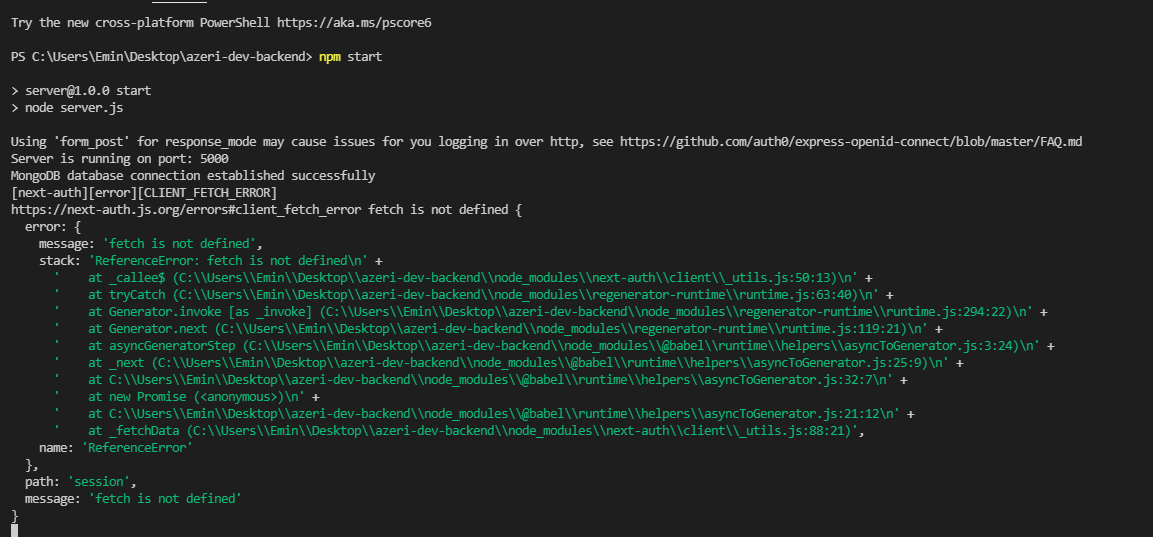 Try the new cross-platform PowerShell https://aka.ms/pscore6
PS C:\Users\Emin\Desktop\azeri-dev-backend> npm start
> server@1.0.0 start
> node server.js
Using 'form_post' for response_mode may cause issues for you logging in over http, see https://github.com/auth0/express-openid-connect/blob/master/FAQ.md
Server is running on port: 5000
MongoDB database connection established successfully
[next-auth][error][CLIENT_FETCH_ERROR]
https://next-auth.js.org/errors#client_fetch_error fetch is not defined {
  error: {
    message: 'fetch is not defined',
    stack: 'ReferenceError: fetch is not defined\n' +
      '    at _callee$ (C:\\Users\\Emin\\Desktop\\azeri-dev-backend\\node_modules\\next-auth\\client\\_utils.js:50:13)\n' +
      '    at tryCatch (C:\\Users\\Emin\\Desktop\\azeri-dev-backend\\node_modules\\regenerator-runtime\\runtime.js:63:40)\n' +
      '    at Generator.invoke [as _invoke] (C:\\Users\\Emin\\Desktop\\azeri-dev-backend\\node_modules\\regenerator-runtime\\runtime.js:294:22)\n' +
      '    at Generator.next (C:\\Users\\Emin\\Desktop\\azeri-dev-backend\\node_modules\\regenerator-runtime\\runtime.js:119:21)\n' +
      '    at asyncGeneratorStep (C:\\Users\\Emin\\Desktop\\azeri-dev-backend\\node_modules\\@babel\\runtime\\helpers\\asyncToGenerator.js:3:24)\n' +
      '    at _next (C:\\Users\\Emin\\Desktop\\azeri-dev-backend\\node_modules\\@babel\\runtime\\helpers\\asyncToGenerator.js:25:9)\n' +
      '    at C:\\Users\\Emin\\Desktop\\azeri-dev-backend\\node_modules\\@babel\\runtime\\helpers\\asyncToGenerator.js:32:7\n' +
      '    at new Promise (<anonymous>)\n' +
      '    at C:\\Users\\Emin\\Desktop\\azeri-dev-backend\\node_modules\\@babel\\runtime\\helpers\\asyncToGenerator.js:21:12\n' +
      '    at _fetchData (C:\\Users\\Emin\\Desktop\\azeri-dev-backend\\node_modules\\next-auth\\client\\_utils.js:88:21)',
    name: 'ReferenceError'
  },
  path: 'session',
  message: 'fetch is not defined'
}